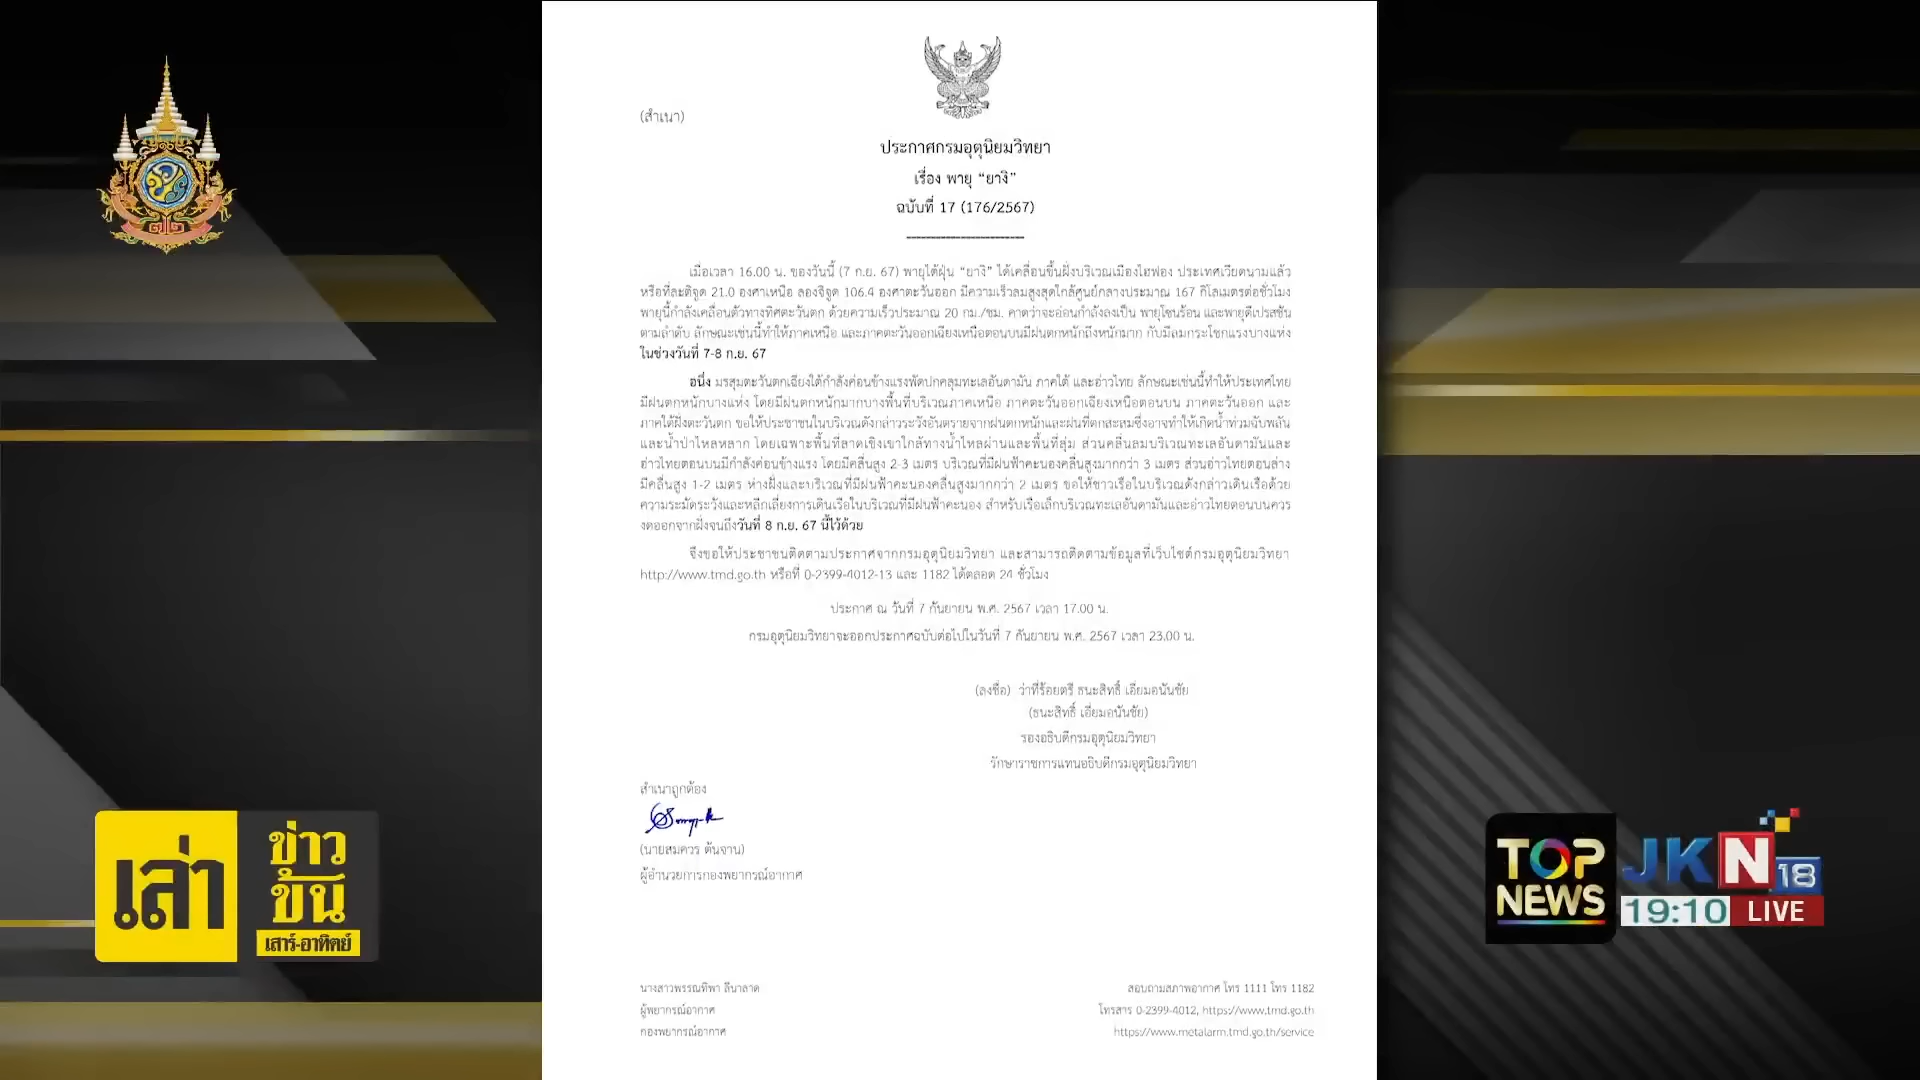 (สำเนา)
ประกาศกรมอุตุนิยมวิทยา
เรื่อง พายุ “ยางิ”
ฉบับที่ 17 (176/2567)
เมื่อเวลา 16.00 น. ของวันนี้ (7 ก.ย. 67) พายุไต้ฝุ่น “ยางิ” ได้เคลื่อนขึ้นฝั่งบริเวณเมืองไฮฟอง ประเทศเวียดนามแล้ว
หรือที่ละติจูด 21.0 องศาเหนือ ลองจิจูด 106.4 องศาตะวันออก มีความเร็วลมสูงสุดใกล้ศูนย์กลางประมาณ 167 กิโลเมตรต่อชั่วโมง
พายุนี้กำลังเคลื่อนตัวทางทิศตะวันตก ด้วยความเร็วประมาณ 20 กม./ชม. คาดว่าจะอ่อนกำลังลงเป็น พายุโซนร้อน และพายุดีเปรสชัน
ตามลำดับ ลักษณะเช่นนี้ทำให้ภาคเหนือ และภาคตะวันออกเฉียงเหนือตอนบนมีฝนตกหนักถึงหนักมาก กับมีลมกระโชกแรงบางแห่ง
ในช่วงวันที่ 7-8 ก.ย. 67
อนึ่ง มรสุมตะวันตกเฉียงใต้กำลังค่อนข้างแรงพัดปกคลุมทะเลอันดามัน ภาคใต้ และอ่าวไทย ลักษณะเช่นนี้ทำให้ประเทศไทย
มีฝนตกหนักบางแห่ง โดยมีฝนตกหนักมากบางพื้นที่บริเวณภาคเหนือ ภาคตะวันออกเฉียงเหนือตอนบน ภาคตะวันออก และ
ภาคใต้ฝั่งตะวันตก ขอให้ประชาชนในบริเวณดังกล่าวระวังอันตรายจากฝนตกหนักและฝนที่ตกสะสมซึ่งอาจทำให้เกิดน้ำท่วมฉับพลัน
และน้ำป่าไหลหลาก โดยเฉพาะพื้นที่ลาดเชิงเขาใกล้ทางน้ำไหลผ่านและพื้นที่ลุ่ม ส่วนคลื่นลมบริเวณทะเลอันดามันและ
อ่าวไทยตอนบนมีกำลังค่อนข้างแรง โดยมีคลื่นสูง 2-3 เมตร บริเวณที่มีฝนฟ้าคะนองคลื่นสูงมากกว่า 3 เมตร ส่วนอ่าวไทยตอนล่าง
มีคลื่นสูง 1-2 เมตร ห่างฝั่งและบริเวณที่มีฝนฟ้าคะนองคลื่นสูงมากกว่า 2 เมตร ขอให้ชาวเรือในบริเวณดังกล่าวเดินเรือด้วย
ความระมัดระวังและหลีกเลี่ยงการเดินเรือในบริเวณที่มีฝนฟ้าคะนอง สำหรับเรือเล็กบริเวณทะเลอันดามันและอ่าวไทยตอนบนควร
งดออกจากฝั่งจนถึงวันที่ 8 ก.ย. 67 นี้ไว้ด้วย
จึงขอให้ประชาชนติดตามประกาศจากกรมอุตุนิยมวิทยา และสามารถติดตามข้อมูลที่เว็บไซต์กรมอุตุนิยมวิทยา
http://www.tmd.go.th หรือที่ 0-2399-4012-13 และ 1182 ได้ตลอด 24 ชั่วโมง
ประกาศ ณ วันที่ 7 กันยายน พ.ศ. 2567 เวลา 17.00 น.
กรมอุตุนิยมวิทยาจะออกประกาศฉบับต่อไปในวันที่ 7 กันยายน พ.ศ. 2567 เวลา 23.00 น.
(ลงชื่อ) ว่าที่ร้อยตรี ธนะสิทธิ์ เอี่ยมอนันชัย
(ธนะสิทธิ์ เอี่ยมอนันชัย)
รองอธิบดีกรมอุตุนิยมวิทยา
รักษาราชการแทนอธิบดีกรมอุตุนิยมวิทยา
สำเนาถูกต้อง
(นายสมควร ต้นจาน)
ผู้อำนวยการกองพยากรณ์อากาศ
นางสาวพรรณทิพา ลีนาลาด
ผู้พยากรณ์อากาศ
กองพยากรณ์อากาศ
สอบถามสภาพอากาศ โทร 1111 โทร 1182
โทรสาร 0-2399-4012, https://www.tmd.go.th
https://www.metalarm.tmd.go.th/service
เล่า
ข่าว
ข้น
เสาร์-อาทิตย์
TOP
NEWS
JKN18
19:10 LIVE